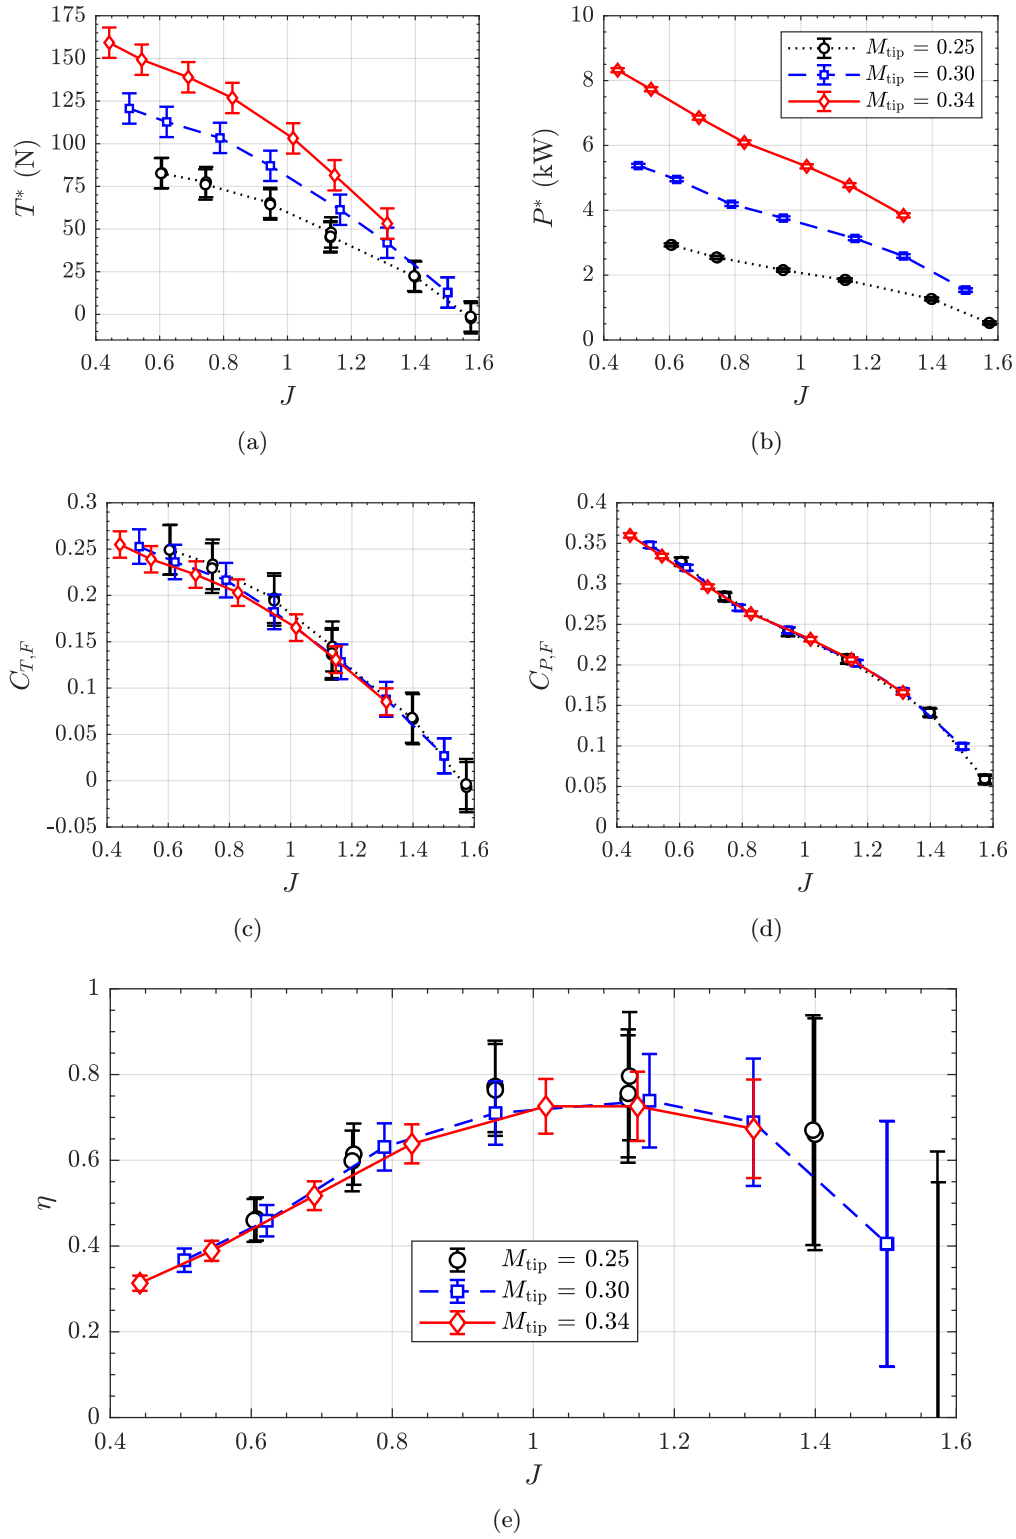 175
150
125
100
75
50
25
0
T* (N)
0.4 0.6 0.8 1 1.2 1.4 1.6
J
(a)
10
8
6
4
2
0
P* (kW)
M_tip = 0.25
M_tip = 0.30
M_tip = 0.34
0.4 0.6 0.8 1 1.2 1.4 1.6
J
(b)
0.3
0.25
0.2
0.15
0.1
0.05
0
-0.05
C_T,F
0.4 0.6 0.8 1 1.2 1.4 1.6
J
(c)
0.4
0.35
0.3
0.25
0.2
0.15
0.1
0.05
0
C_P,F
0.4 0.6 0.8 1 1.2 1.4 1.6
J
(d)
1
0.8
0.6
0.4
0.2
0
η
M_tip = 0.25
M_tip = 0.30
M_tip = 0.34
0.4 0.6 0.8 1 1.2 1.4 1.6
J
(e)